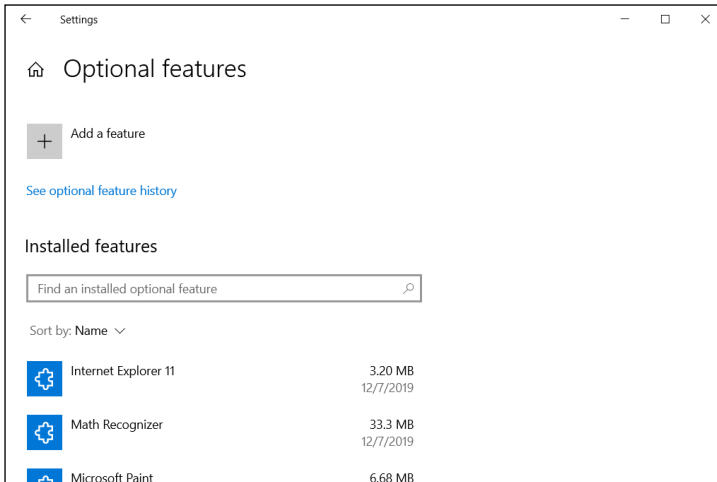 Settings
Optional features
Add a feature
See optional feature history
Installed features
Find an installed optional feature
Sort by: Name
Internet Explorer 11 3.20 MB
12/7/2019
Math Recognizer 33.3 MB
12/7/2019
Microsoft Paint 6.68 MB